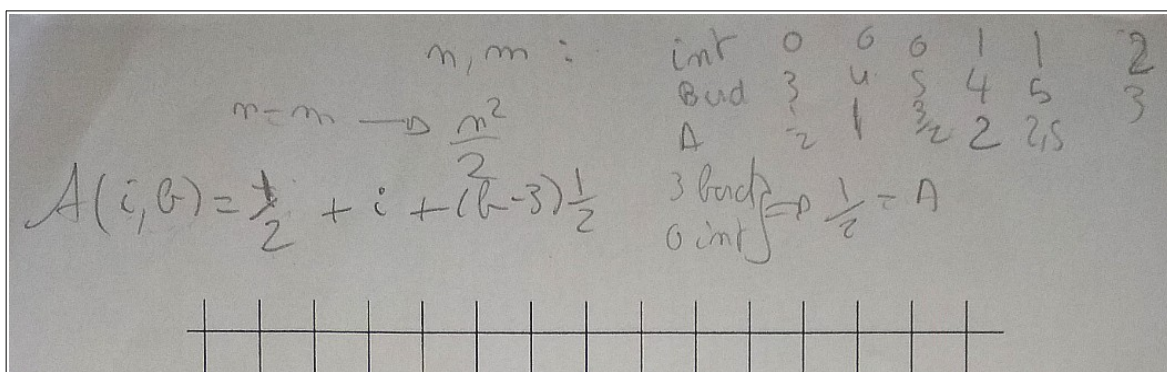 n, m :
n=m → n²/2
A(i,b)= 1/2 + i + (b-3) 1/2
int 0 0 0 1 1 2
Bud 3 4 5 4 5 3
A 1/2 1 3/2 2 2,5
3 bud
0 int } ⇒ 1/2 = A